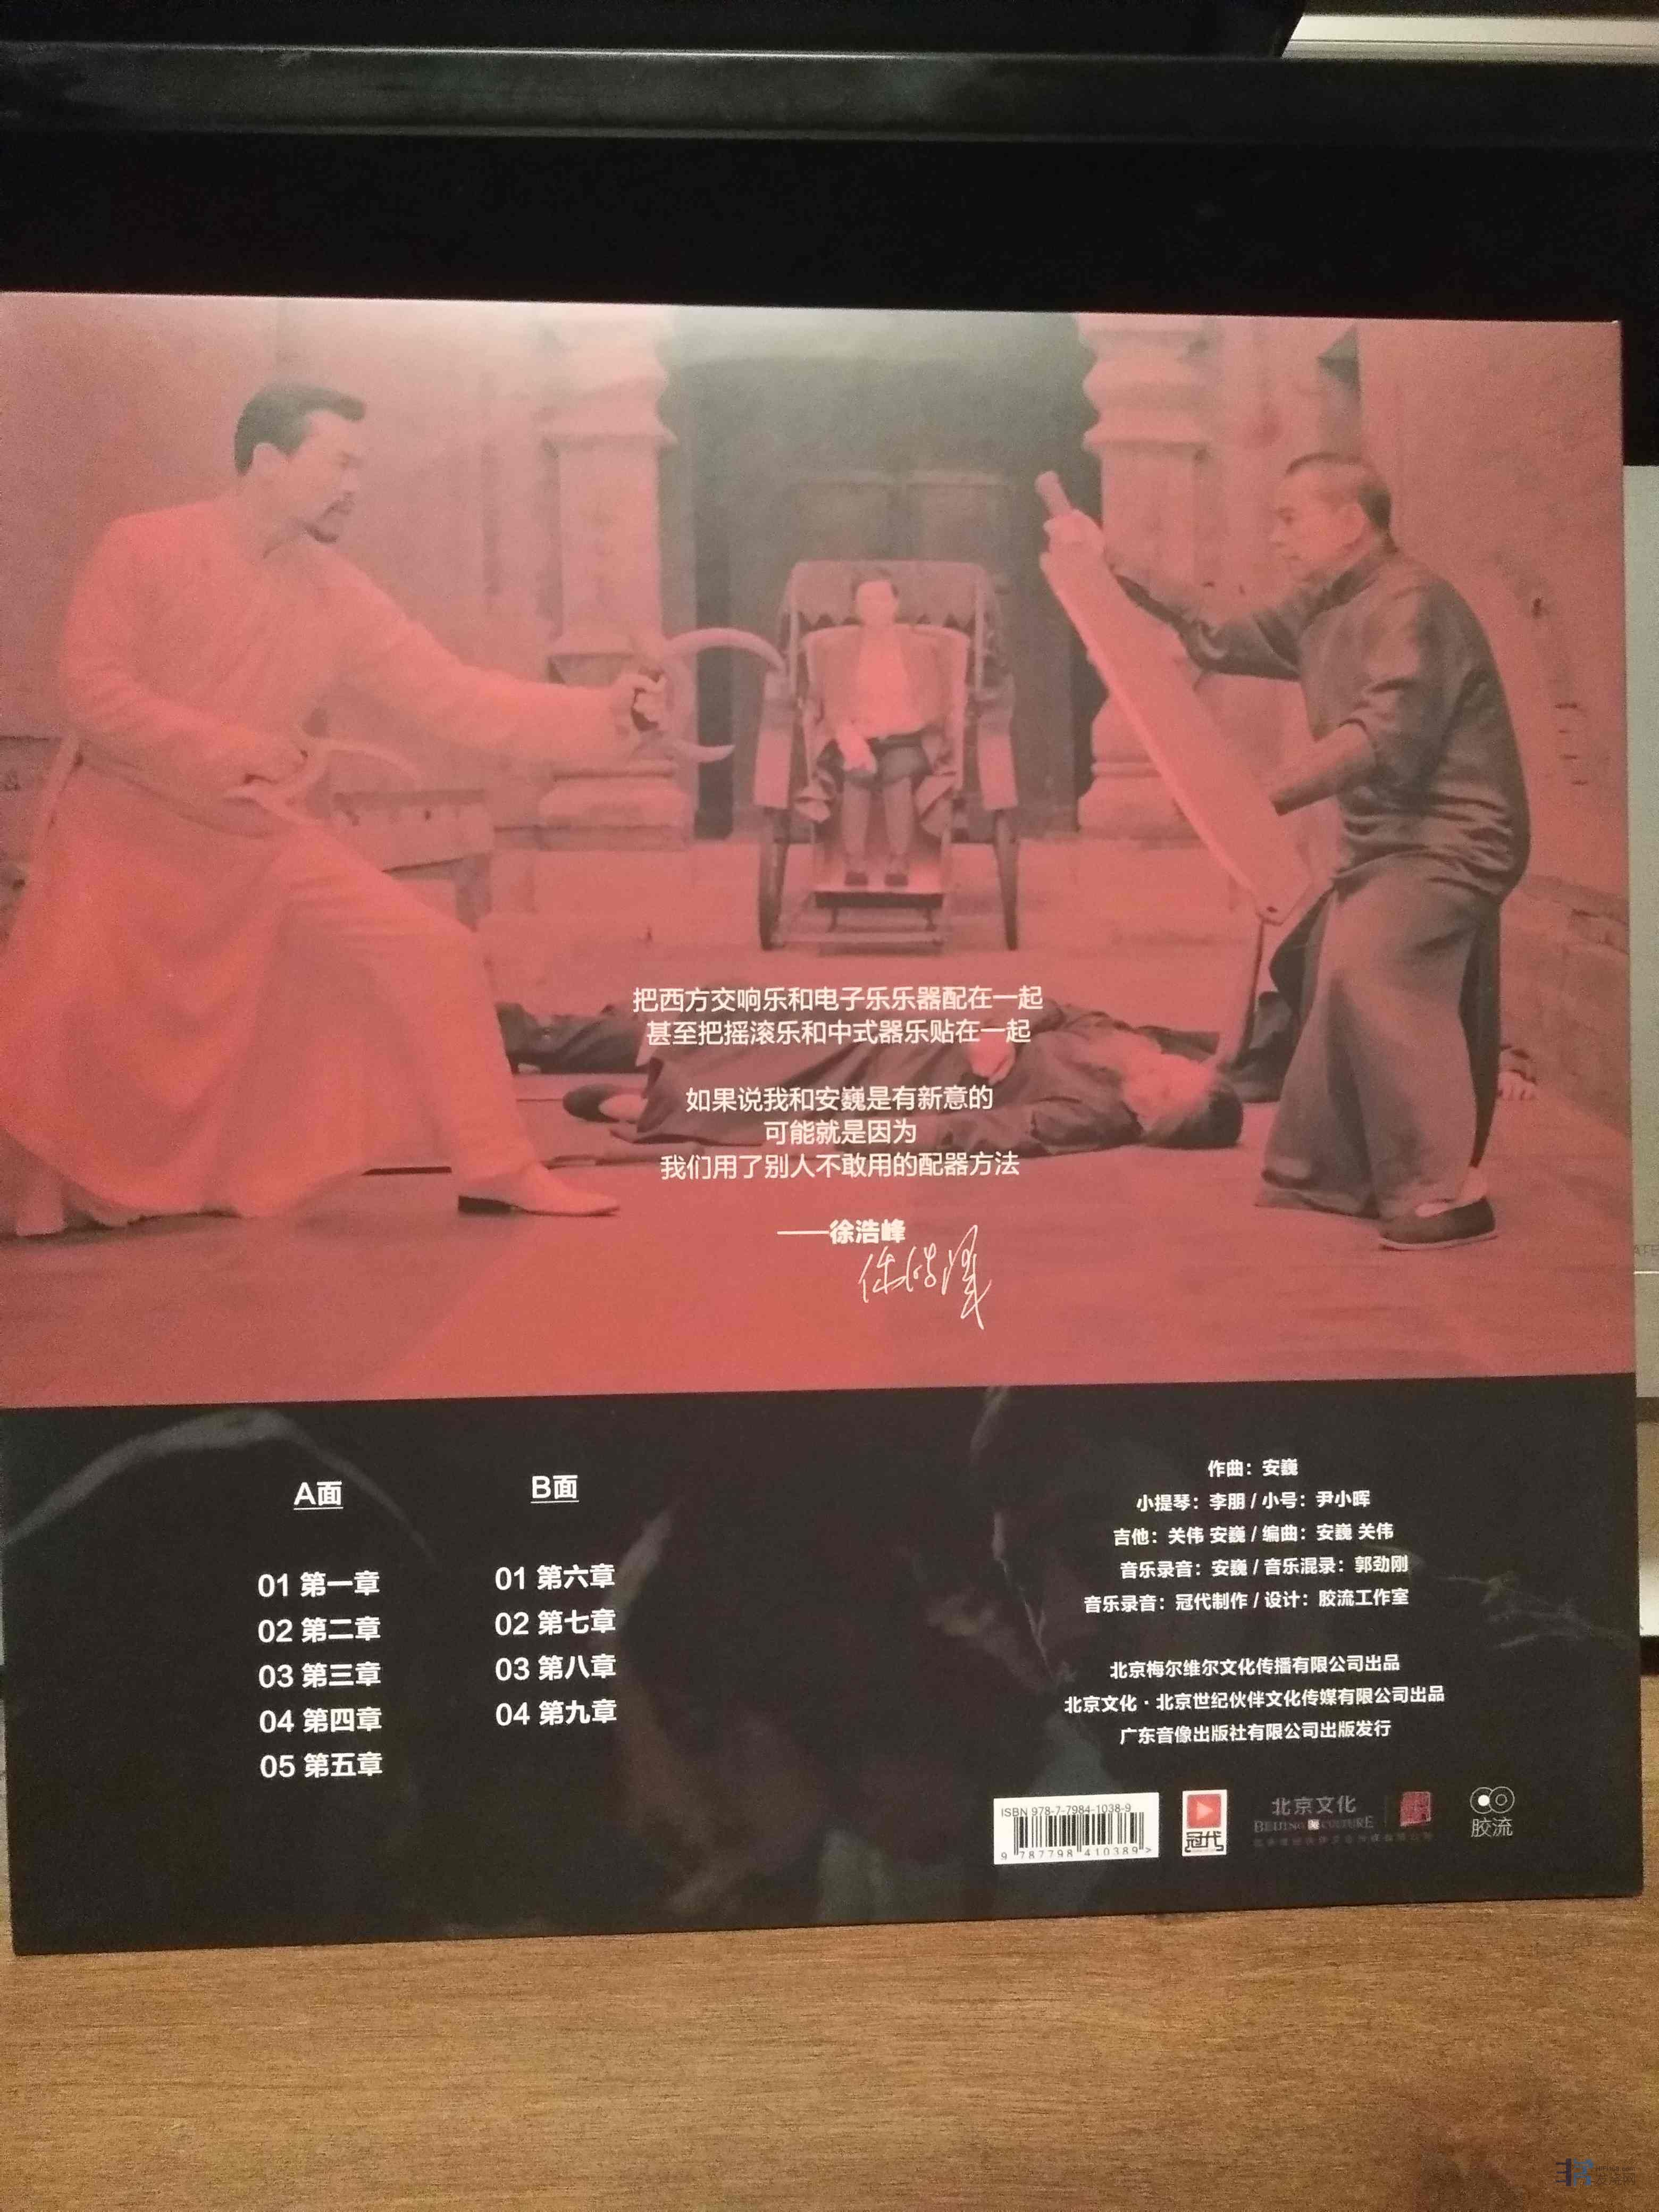 把西方交响乐和电子乐乐器配在一起
甚至把摇滚乐和中式器乐贴在一起
如果说我和安巍是有新意的
可能就是因为
我们用了别人不敢用的配器方法
——徐浩峰
徐皓峰
A面
01 第一章
02 第二章
03 第三章
04 第四章
05 第五章
B面
01 第六章
02 第七章
03 第八章
04 第九章
作曲：安巍
小提琴：李朋 / 小号：尹小晖
吉他：关伟 安巍 / 编曲：安巍 关伟
音乐录音：安巍 / 音乐混录：郭劲刚
音乐录音：冠代制作 / 设计：胶流工作室
北京梅尔维尔文化传播有限公司出品
北京文化 · 北京世纪伙伴文化传媒有限公司出品
广东音像出版社有限公司出版发行
ISBN 978-7-7984-1038-9
9 787798 410389 >
冠代
北京文化
BEIJING CULTURE
胶流